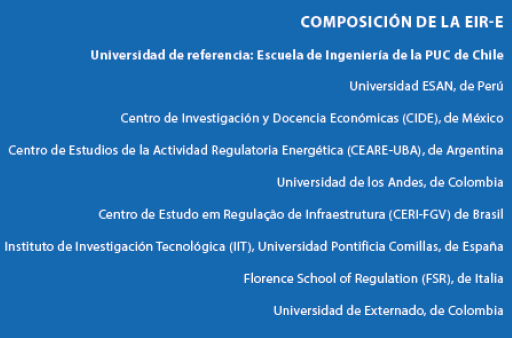 COMPOSICIÓN DE LA EIR-E
Universidad de referencia: Escuela de Ingeniería de la PUC de Chile
Universidad ESAN, de Perú
Centro de Investigación y Docencia Económicas (CIDE), de México
Centro de Estudios de la Actividad Regulatoria Energética (CEARE-UBA), de Argentina
Universidad de los Andes, de Colombia
Centro de Estudo em Regulação de Infraestrutura (CERI-FGV) de Brasil
Instituto de Investigación Tecnológica (IIT), Universidad Pontificia Comillas, de España
Florence School of Regulation (FSR), de Italia
Universidad de Externado, de Colombia